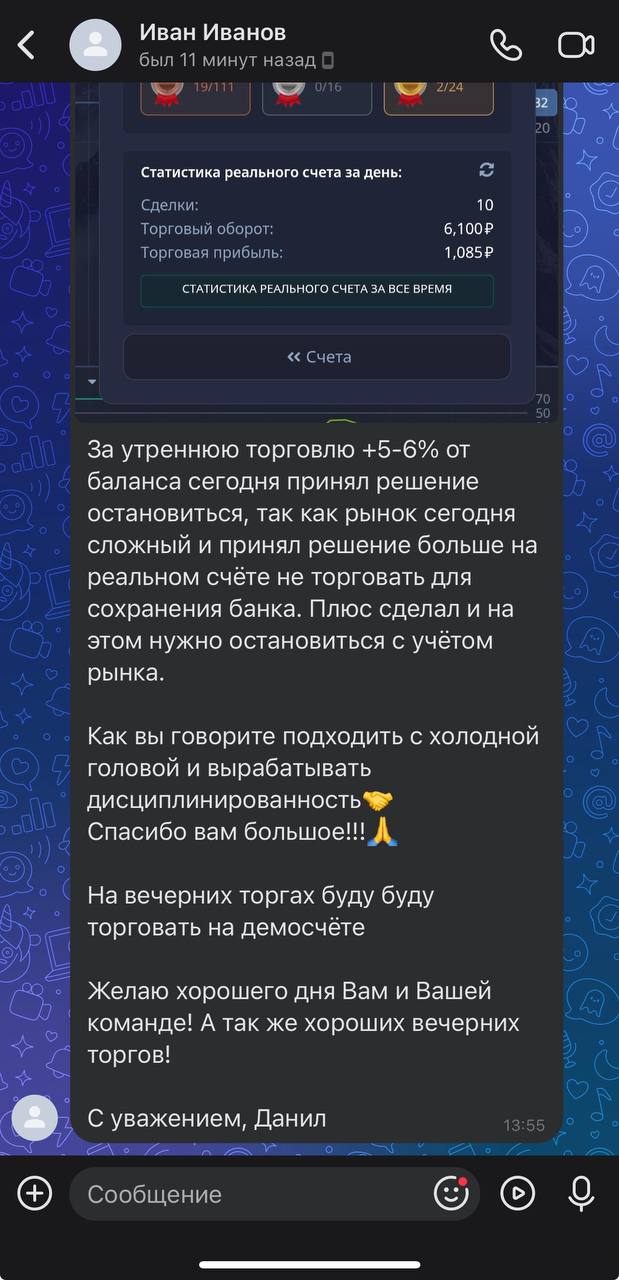 Иван Иванов
был 11 минут назад
19/111
0/16
2/24
32
20
Статистика реального счета за день:
Сделки: 10
Торговый оборот: 6,100₽
Торговая прибыль: 1,085₽
СТАТИСТИКА РЕАЛЬНОГО СЧЕТА ЗА ВСЕ ВРЕМЯ
Счета
70
50
За утреннюю торговлю +5-6% от
баланса сегодня принял решение
остановиться, так как рынок сегодня
сложный и принял решение больше на
реальном счёте не торговать для
сохранения банка. Плюс сделал и на
этом нужно остановиться с учётом
рынка.
Как вы говорите подходить с холодной
головой и вырабатывать
дисциплинированность🤝
Спасибо вам большое!!!🙏
На вечерних торгах буду буду
торговать на демосчёте
Желаю хорошего дня Вам и Вашей
команде! А так же хороших вечерних
торгов!
С уважением, Данил
13:55
Сообщение